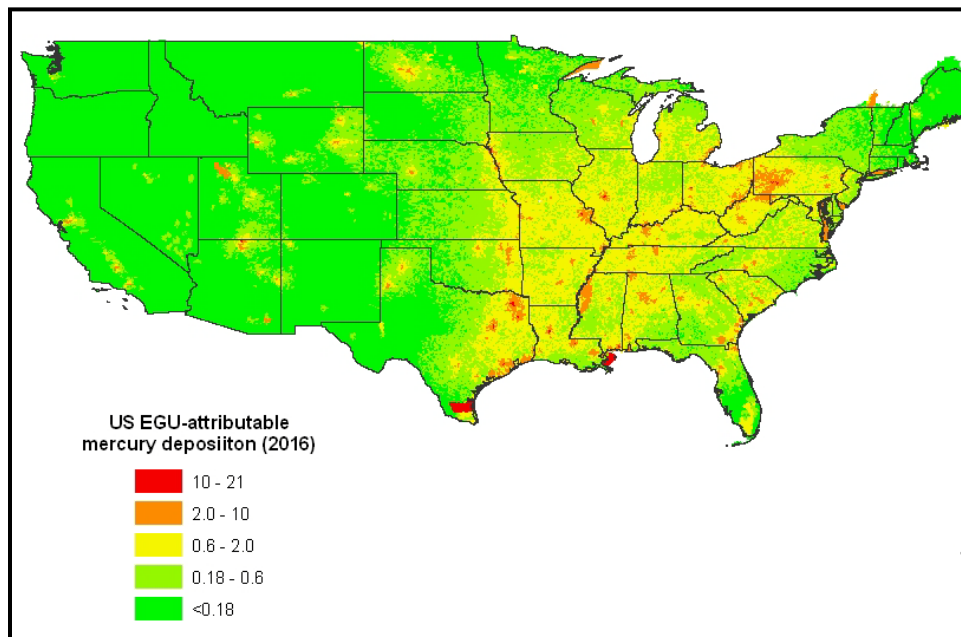 US EGU-attributable
mercury deposiiton (2016)
10 - 21
2.0 - 10
0.6 - 2.0
0.18 - 0.6
<0.18